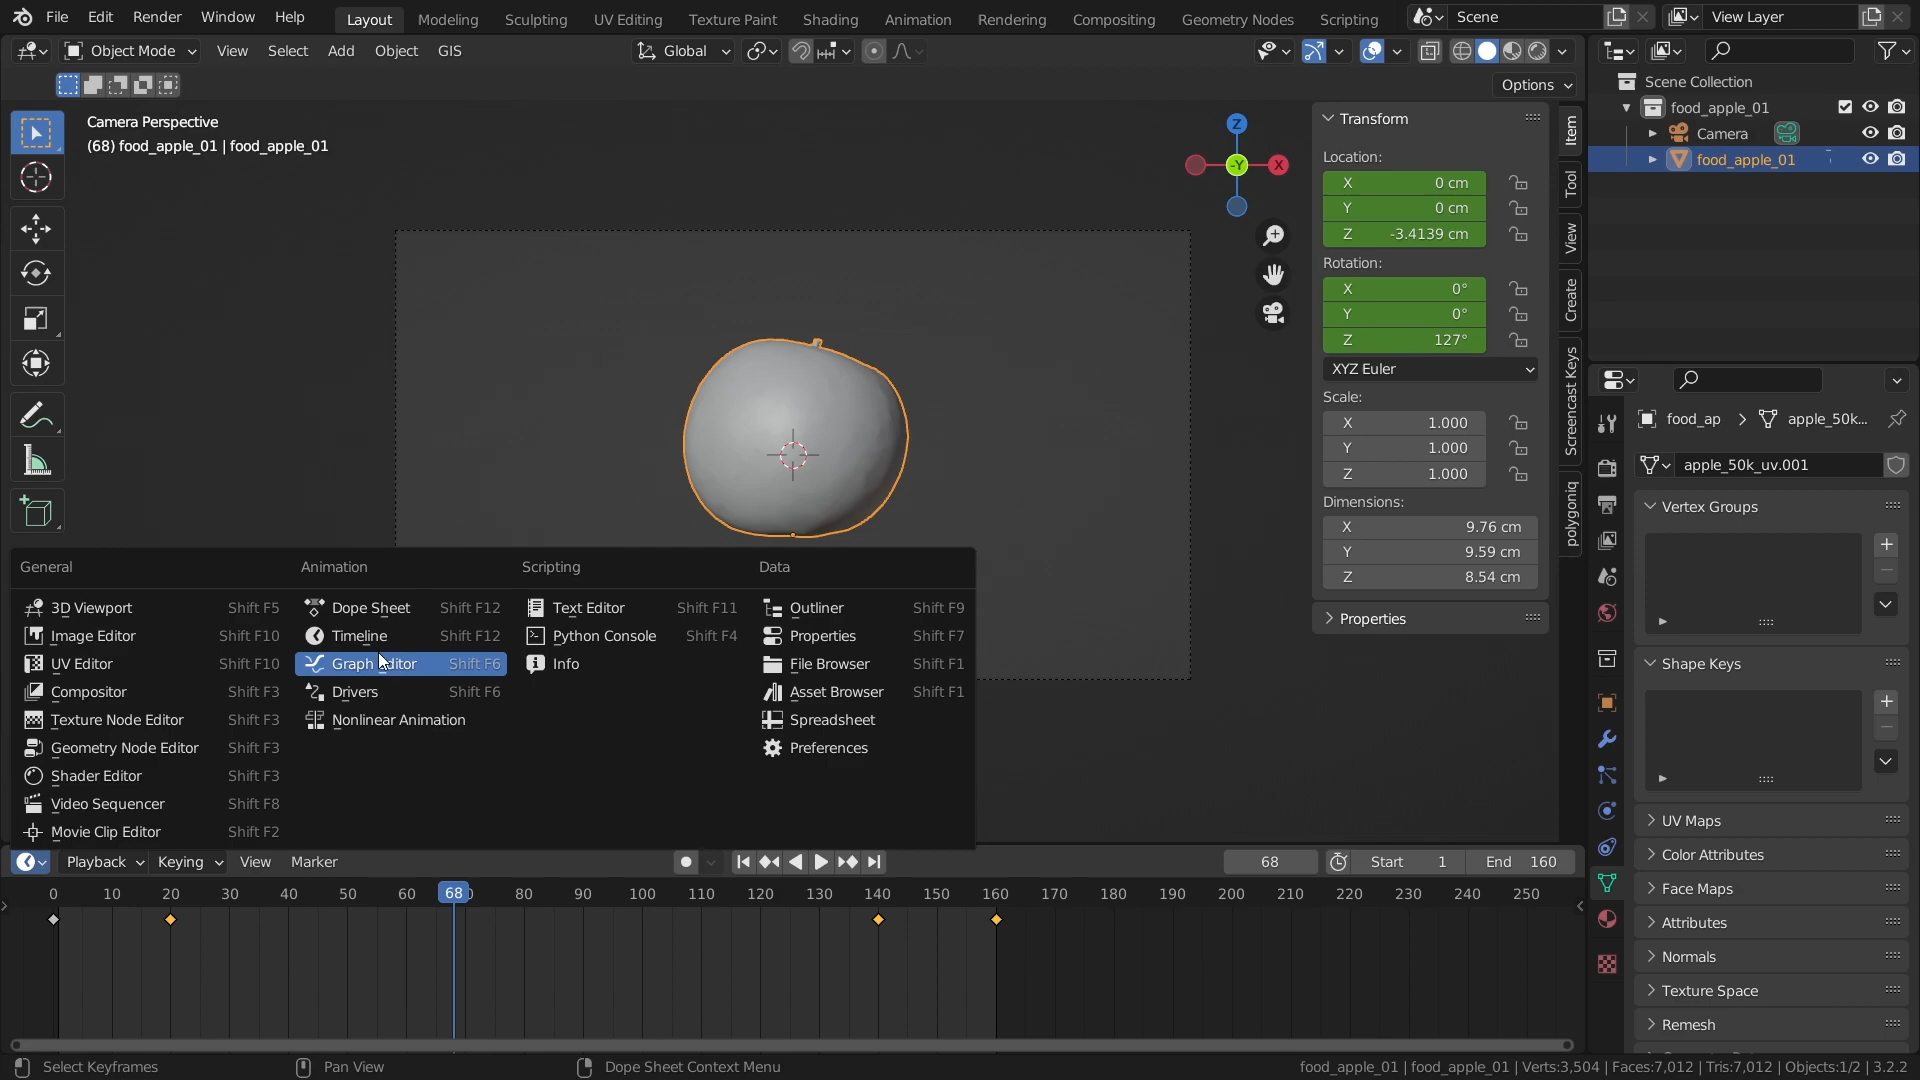 File Edit Render Window Help Layout Modeling Sculpting UV Editing Texture Paint Shading Animation Rendering Compositing Geometry Nodes Scripting Scene View Layer
Object Mode View Select Add Object GIS Global
Options
Camera Perspective
(68) food_apple_01 | food_apple_01
Z
-Y
X
Transform
Location:
X 0 cm
Y 0 cm
Z -3.4139 cm
Rotation:
X 0°
Y 0°
Z 127°
XYZ Euler
Scale:
X 1.000
Y 1.000
Z 1.000
Dimensions:
X 9.76 cm
Y 9.59 cm
Z 8.54 cm
Properties
Item
Tool
View
Create
Screencast Keys
polygoniq
Scene Collection
food_apple_01
Camera
food_apple_01
food_ap apple_50k...
apple_50k_uv.001
Vertex Groups
Shape Keys
UV Maps
Color Attributes
Face Maps
Attributes
Normals
Texture Space
Remesh
General
3D Viewport Shift F5
Image Editor Shift F10
UV Editor Shift F10
Compositor Shift F3
Texture Node Editor Shift F3
Geometry Node Editor Shift F3
Shader Editor Shift F3
Video Sequencer Shift F8
Movie Clip Editor Shift F2
Animation
Dope Sheet Shift F12
Timeline Shift F12
Graph Editor Shift F6
Drivers Shift F6
Nonlinear Animation
Scripting
Text Editor Shift F11
Python Console Shift F4
Info
Data
Outliner Shift F9
Properties Shift F7
File Browser Shift F1
Asset Browser Shift F1
Spreadsheet
Preferences
Playback Keying View Marker 68 Start 1 End 160
0 10 20 30 40 50 60 68 80 90 100 110 120 130 140 150 160 170 180 190 200 210 220 230 240 250
Select Keyframes Pan View Dope Sheet Context Menu food_apple_01 | food_apple_01 | Verts:3,504 | Faces:7,012 | Tris:7,012 | Objects:1/2 | 3.2.2